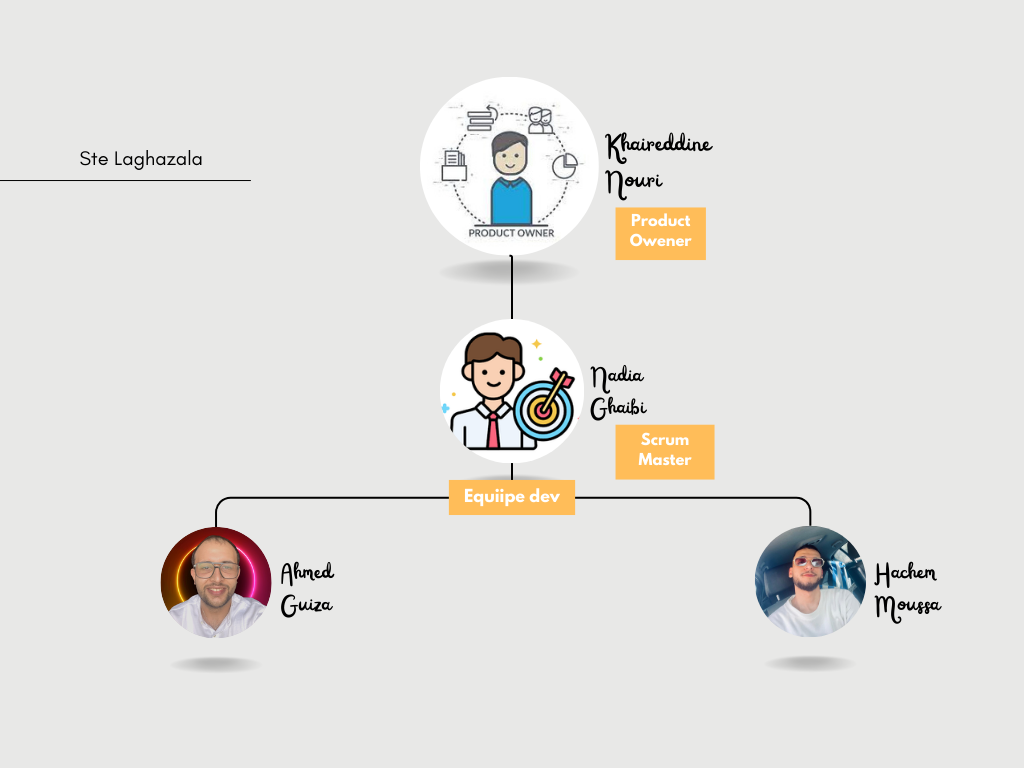 Ste Laghazala
PRODUCT OWNER
Khaireddine
Nouri
Product
Owener
Nadia
Ghaibi
Scrum
Master
Equiipe dev
Ahmed
Guiza
Hachem
Moussa